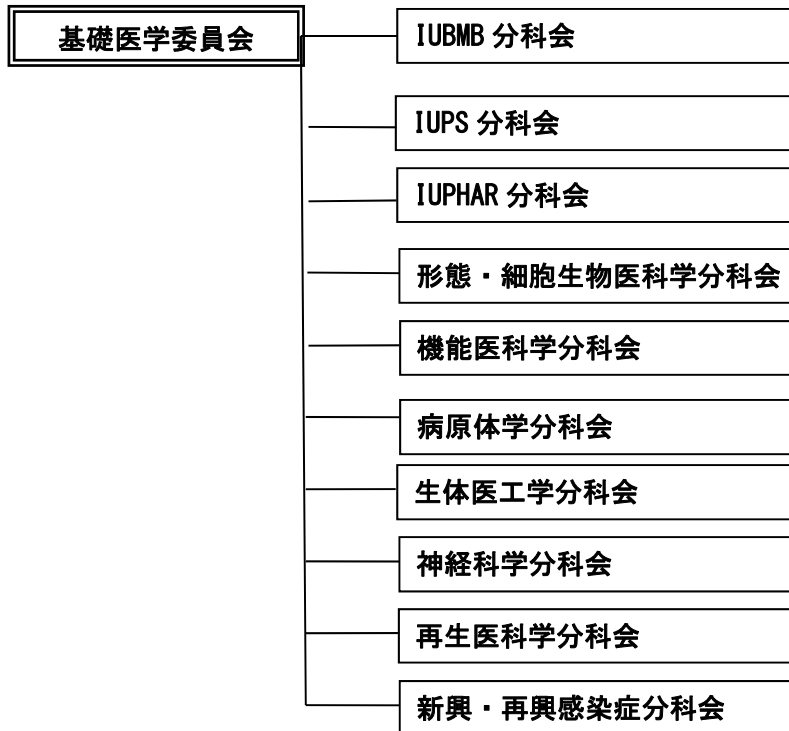 基礎医学委員会
IUBMB 分科会
IUPS 分科会
IUPHAR 分科会
形態・細胞生物医科学分科会
機能医科学分科会
病原体学分科会
生体医工学分科会
神経科学分科会
再生医科学分科会
新興・再興感染症分科会